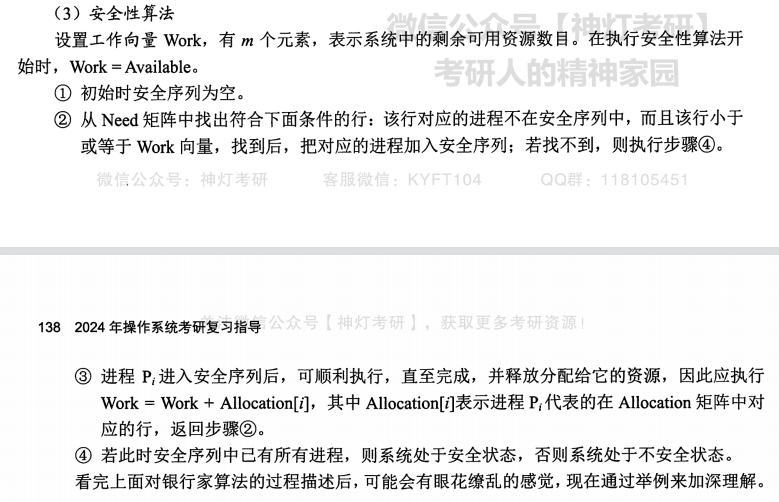 （3）安全性算法
微信公众号【神灯考研】
设置工作向量 Work，有 m 个元素，表示系统中的剩余可用资源数目。在执行安全性算法开
始时，Work = Available。
考研人的精神家园
① 初始时安全序列为空。
② 从 Need 矩阵中找出符合下面条件的行：该行对应的进程不在安全序列中，而且该行小于
或等于 Work 向量，找到后，把对应的进程加入安全序列；若找不到，则执行步骤④。
微信公众号：神灯考研 客服微信：KYFT104 QQ群：118105451
138 2024 年操作系统考研复习指导
关注微信公众号【神灯考研】，获取更多考研资源！
③ 进程 Pi 进入安全序列后，可顺利执行，直至完成，并释放分配给它的资源，因此应执行
Work = Work + Allocation[i]，其中 Allocation[i]表示进程 Pi 代表的在 Allocation 矩阵中对
应的行，返回步骤②。
④ 若此时安全序列中已有所有进程，则系统处于安全状态，否则系统处于不安全状态。
看完上面对银行家算法的过程描述后，可能会有眼花缭乱的感觉，现在通过举例来加深理解。